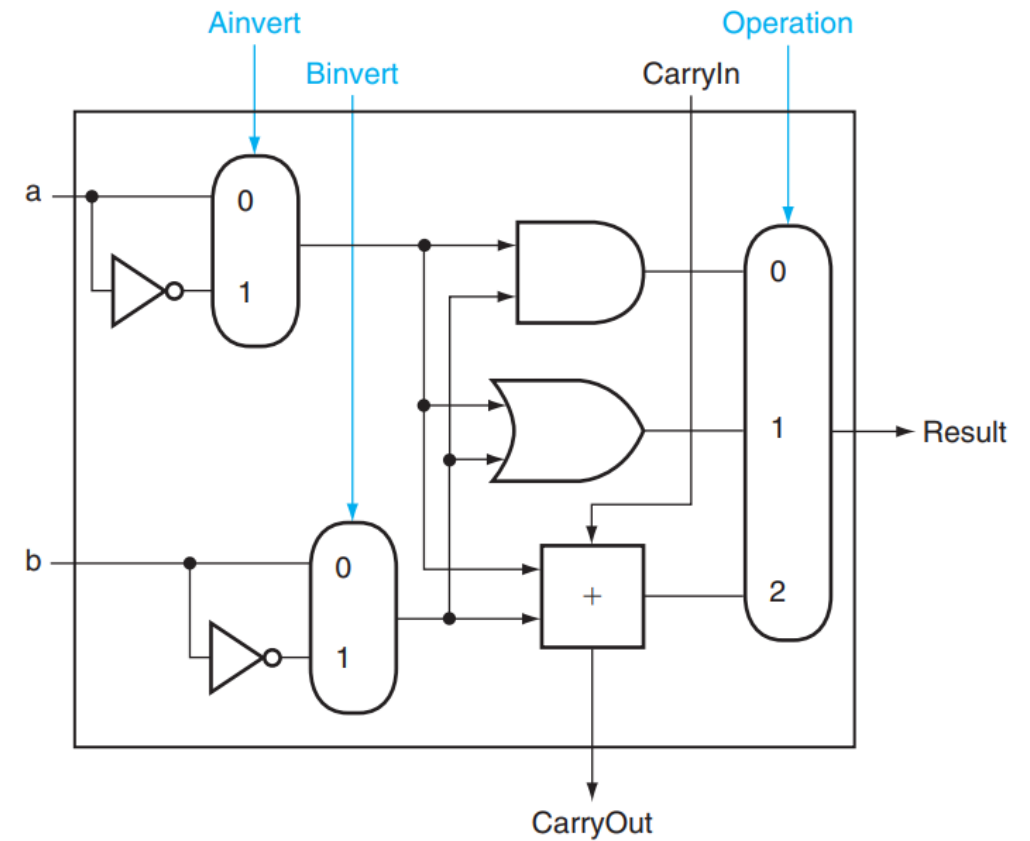 Ainvert
Operation
Binvert
CarryIn
a
0
1
0
1
Result
b
0
1
+
2
CarryOut